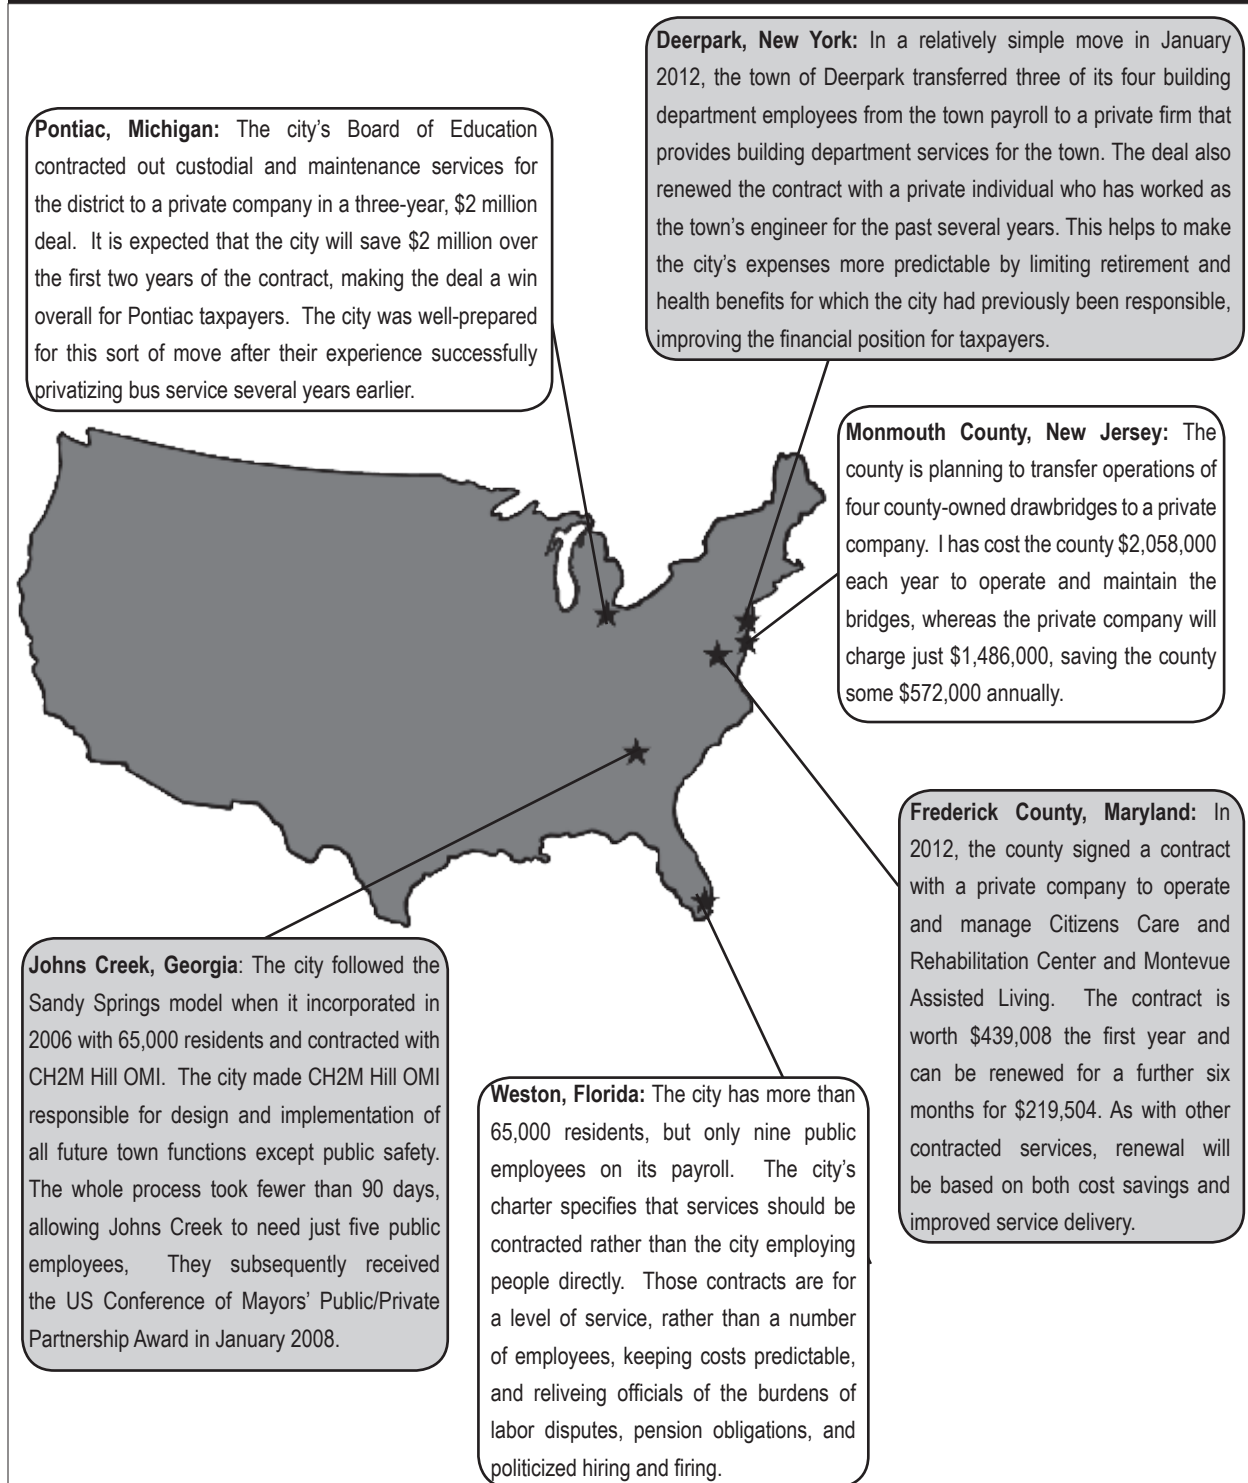 Deerpark, New York: In a relatively simple move in January
2012, the town of Deerpark transferred three of its four building
department employees from the town payroll to a private firm that
provides building department services for the town. The deal also
renewed the contract with a private individual who has worked as
the town's engineer for the past several years. This helps to make
the city's expenses more predictable by limiting retirement and
health benefits for which the city had previously been responsible,
improving the financial position for taxpayers.
Pontiac, Michigan: The city's Board of Education
contracted out custodial and maintenance services for
the district to a private company in a three-year, $2 million
deal. It is expected that the city will save $2 million over
the first two years of the contract, making the deal a win
overall for Pontiac taxpayers. The city was well-prepared
for this sort of move after their experience successfully
privatizing bus service several years earlier.
Monmouth County, New Jersey: The
county is planning to transfer operations of
four county-owned drawbridges to a private
company. I has cost the county $2,058,000
each year to operate and maintain the
bridges, whereas the private company will
charge just $1,486,000, saving the county
some $572,000 annually.
Frederick County, Maryland: In
2012, the county signed a contract
with a private company to operate
and manage Citizens Care and
Rehabilitation Center and Montevue
Assisted Living. The contract is
worth $439,008 the first year and
can be renewed for a further six
months for $219,504. As with other
contracted services, renewal will
be based on both cost savings and
improved service delivery.
Johns Creek, Georgia: The city followed the
Sandy Springs model when it incorporated in
2006 with 65,000 residents and contracted with
CH2M Hill OMI. The city made CH2M Hill OMI
responsible for design and implementation of
all future town functions except public safety.
The whole process took fewer than 90 days,
allowing Johns Creek to need just five public
employees, They subsequently received
the US Conference of Mayors' Public/Private
Partnership Award in January 2008.
Weston, Florida: The city has more than
65,000 residents, but only nine public
employees on its payroll. The city's
charter specifies that services should be
contracted rather than the city employing
people directly. Those contracts are for
a level of service, rather than a number
of employees, keeping costs predictable,
and reliveing officials of the burdens of
labor disputes, pension obligations, and
politicized hiring and firing.